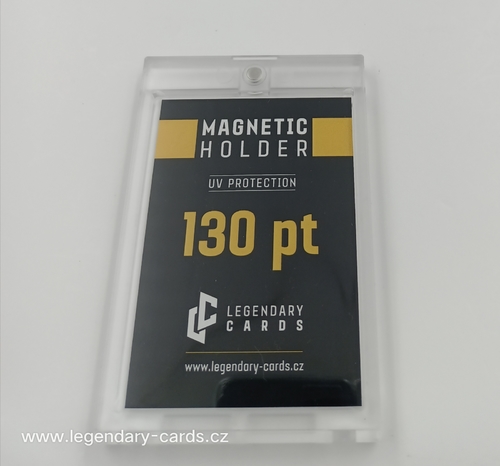 MAGNETIC
HOLDER
UV PROTECTION
130 pt
LEGENDARY
CARDS
www.legendary-cards.cz
www.legendary-cards.cz